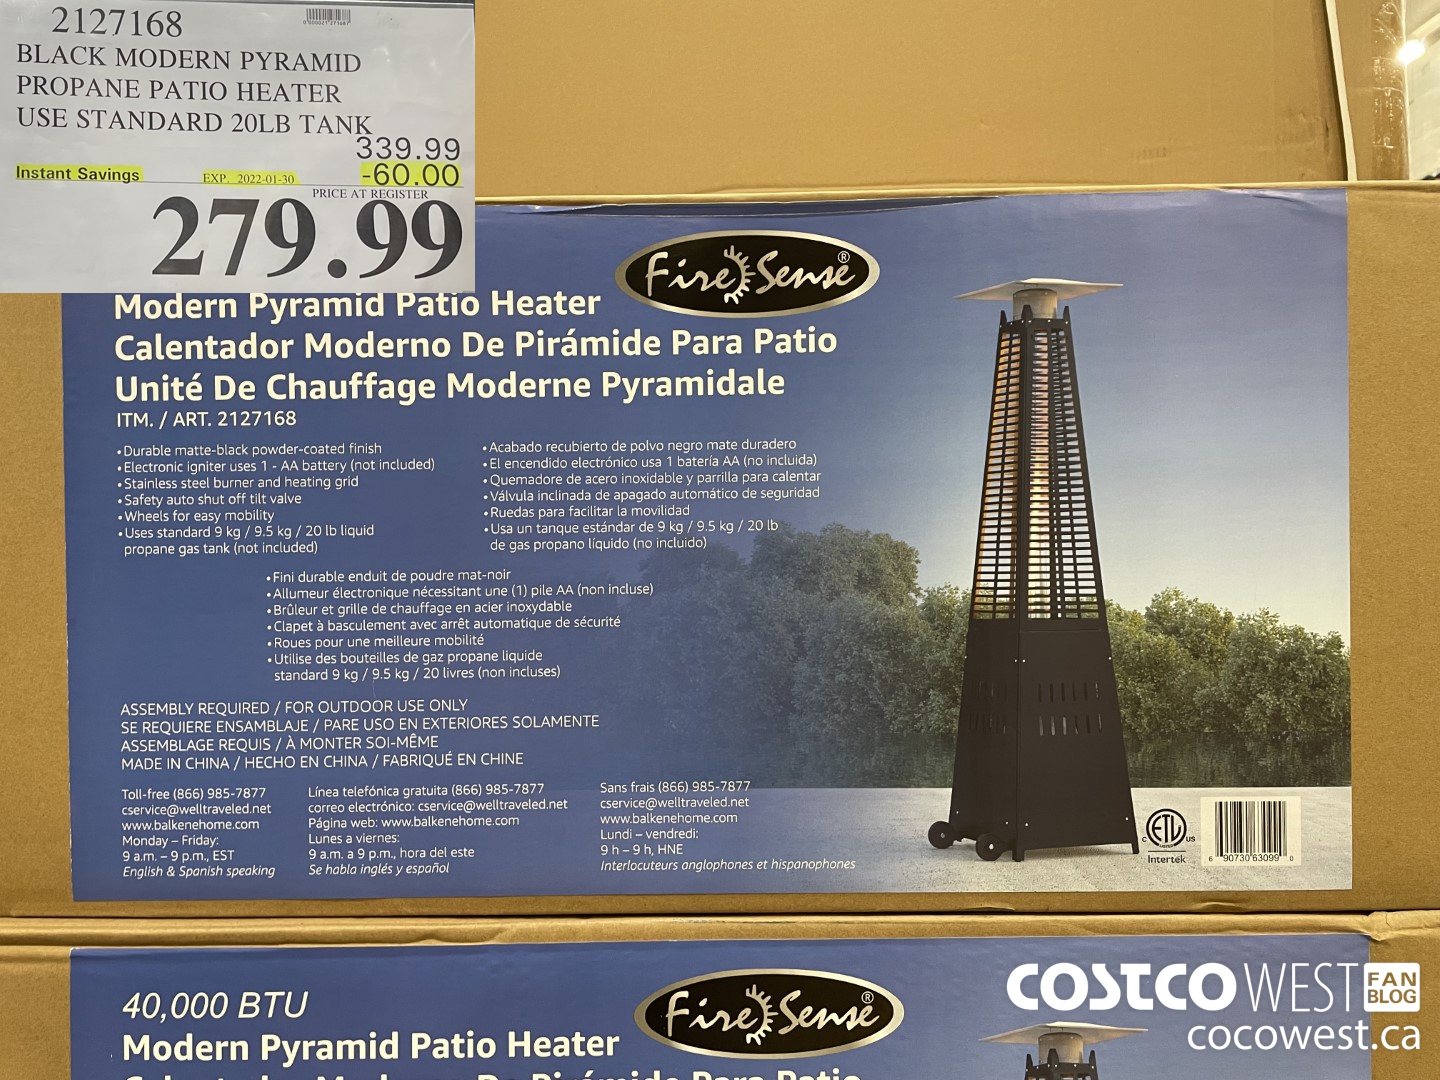 2127168
BLACK MODERN PYRAMID
PROPANE PATIO HEATER
USE STANDARD 20LB TANK
339.99
Instant Savings EXP. 2022-01-30 -60.00
PRICE AT REGISTER
279.99
Fire Sense®
Modern Pyramid Patio Heater
Calentador Moderno De Pirámide Para Patio
Unité De Chauffage Moderne Pyramidale
ITM. / ART. 2127168
•Durable matte-black powder-coated finish
•Electronic igniter uses 1 - AA battery (not included)
•Stainless steel burner and heating grid
•Safety auto shut off tilt valve
•Wheels for easy mobility
•Uses standard 9 kg / 9.5 kg / 20 lb liquid
propane gas tank (not included)
•Acabado recubierto de polvo negro mate duradero
•El encendido electrónico usa 1 batería AA (no incluida)
•Quemadore de acero inoxidable y parrilla para calentar
•Válvula inclinada de apagado automático de seguridad
•Ruedas para facilitar la movilidad
•Usa un tanque estándar de 9 kg / 9.5 kg / 20 lb
de gas propano líquido (no incluido)
•Fini durable enduit de poudre mat-noir
•Allumeur électronique nécessitant une (1) pile AA (non incluse)
•Brûleur et grille de chauffage en acier inoxydable
•Clapet à basculement avec arrêt automatique de sécurité
•Roues pour une meilleure mobilité
•Utilise des bouteilles de gaz propane liquide
standard 9 kg / 9.5 kg / 20 livres (non incluses)
ASSEMBLY REQUIRED / FOR OUTDOOR USE ONLY
SE REQUIERE ENSAMBLAJE / PARE USO EN EXTERIORES SOLAMENTE
ASSEMBLAGE REQUIS / À MONTER SOI-MÊME
MADE IN CHINA / HECHO EN CHINA / FABRIQUÉ EN CHINE
Toll-free (866) 985-7877
cservice@welltraveled.net
www.balkenehome.com
Monday – Friday:
9 a.m. – 9 p.m., EST
English & Spanish speaking
Línea telefónica gratuita (866) 985-7877
correo electrónico: cservice@welltraveled.net
Página web: www.balkenehome.com
Lunes a viernes:
9 a.m. a 9 p.m., hora del este
Se habla inglés y español
Sans frais (866) 985-7877
cservice@welltraveled.net
www.balkenehome.com
Lundi – vendredi:
9 h – 9 h, HNE
Interlocuteurs anglophones et hispanophones
C ETL US
LISTED
Intertek
6 90730 63099 0
40,000 BTU
Fire Sense®
Modern Pyramid Patio Heater
Calentador Moderno De Pirámide Para Patio
COSTCO WEST FAN BLOG
cocowest.ca